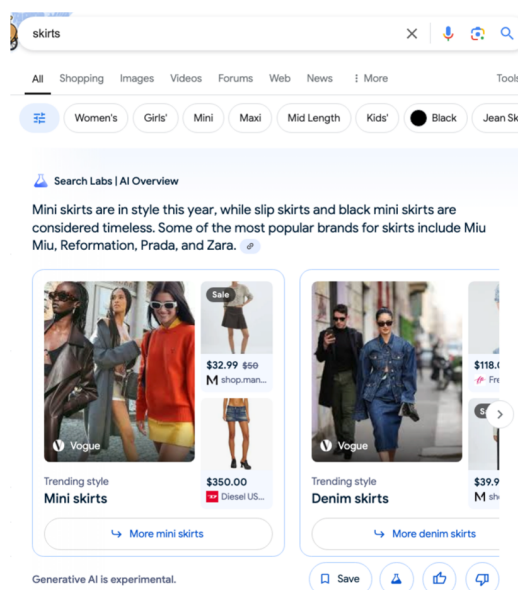 skirts
All Shopping Images Videos Forums Web News More Tools
Women's Girls' Mini Maxi Mid Length Kids' Black Jean Sk
Search Labs | AI Overview
Mini skirts are in style this year, while slip skirts and black mini skirts are
considered timeless. Some of the most popular brands for skirts include Miu
Miu, Reformation, Prada, and Zara.
Sale
$32.99 $50
M shop.man...
V Vogue
$350.00
Diesel US...
Trending style
Mini skirts
More mini skirts
$118.0
Fre
V Vogue
$39.9
M sh
Trending style
Denim skirts
More denim skirts
Generative AI is experimental.
Save